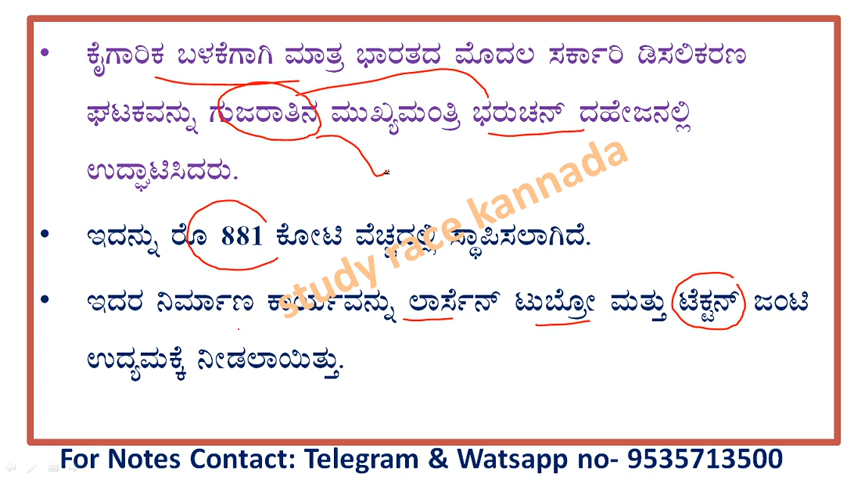 ಕೈಗಾರಿಕ ಬಳಕೆಗಾಗಿ ಮಾತ್ರ ಭಾರತದ ಮೊದಲ ಸರ್ಕಾರಿ ಡಿಸಲಿಕರಣ
ಘಟಕವನ್ನು ಗುಜರಾತಿನ ಮುಖ್ಯಮಂತ್ರಿ ಭರುಚನ್ ದಹೇಜನಲ್ಲಿ
ಉದ್ಘಾಟಿಸಿದರು.
ಇದನ್ನು ರೊ 881 ಕೋಟಿ ವೆಚ್ಚದಲ್ಲಿ ಸ್ಥಾಪಿಸಲಾಗಿದೆ.
ಇದರ ನಿರ್ಮಾಣ ಕಾರ್ಯವನ್ನು ಲಾರ್ಸೆನ್ ಟುಬ್ರೋ ಮತ್ತು ಟೆಕ್ಟನ್ ಜಂಟಿ
ಉದ್ಯಮಕ್ಕೆ ನೀಡಲಾಯಿತ್ತು.
study race kannada
For Notes Contact: Telegram & Watsapp no- 9535713500